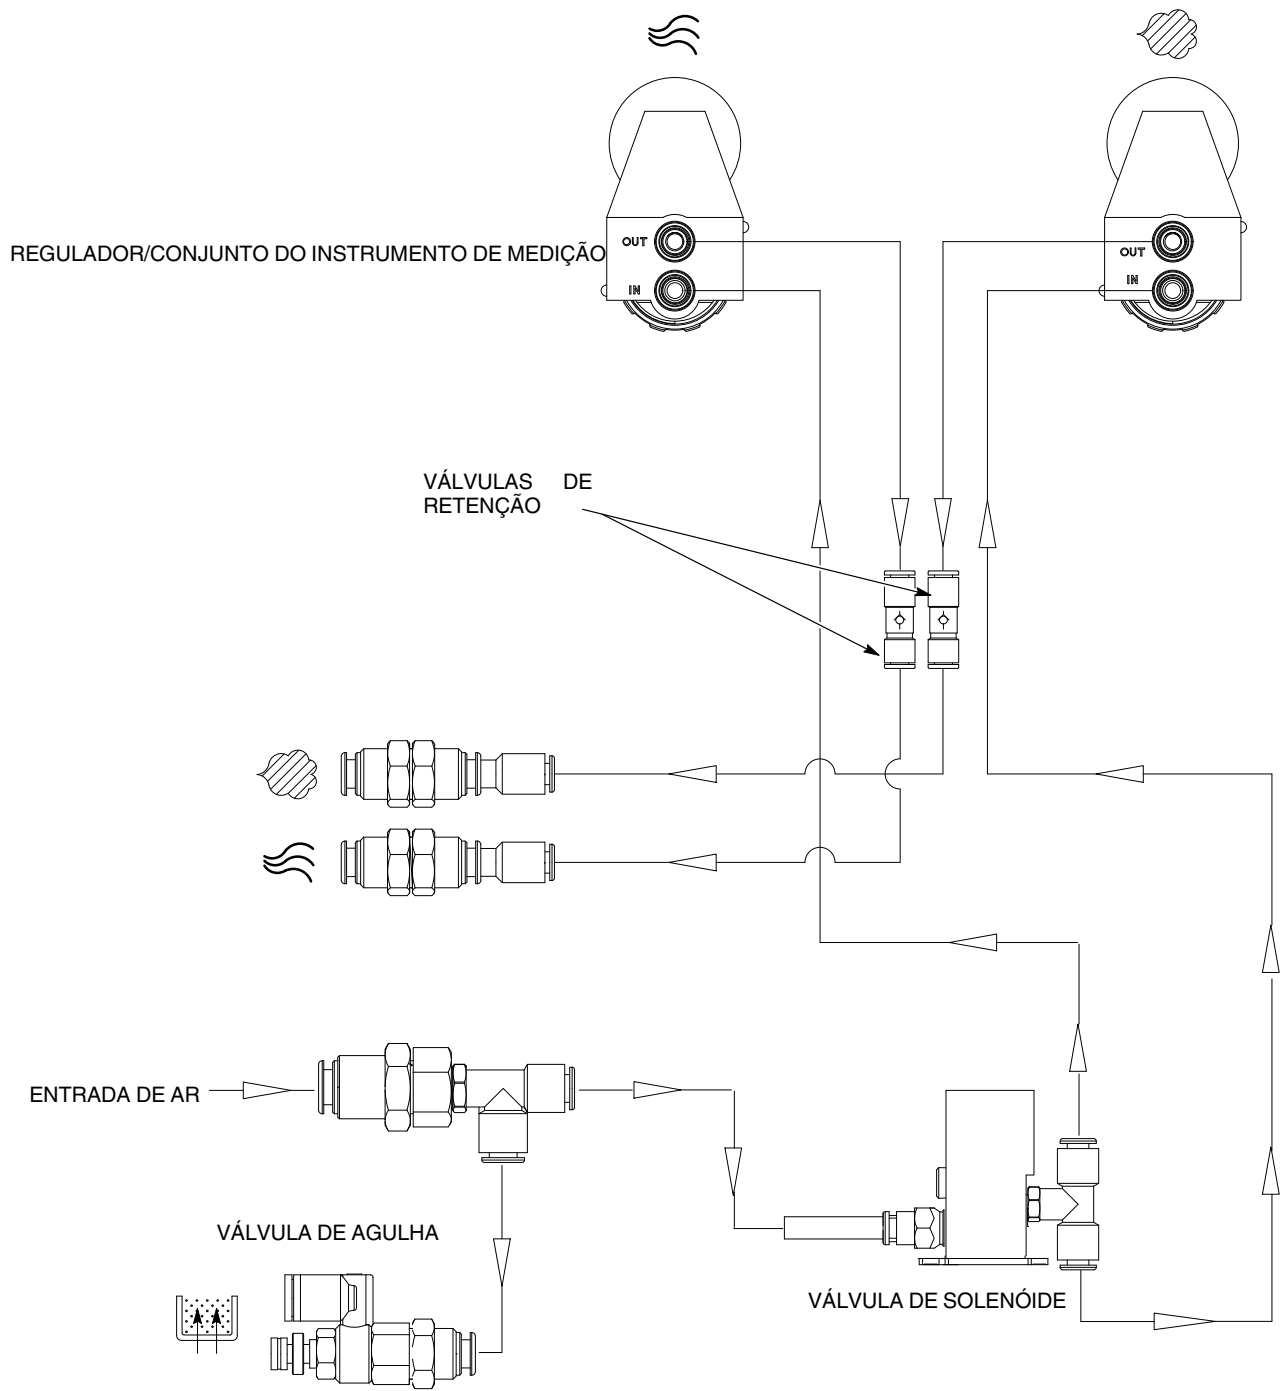 OUT
REGULADOR/CONJUNTO DO INSTRUMENTO DE MEDIÇÃO
IN
OUT
IN
VÁLVULAS DE
RETENÇÃO
ENTRADA DE AR
VÁLVULA DE AGULHA
VÁLVULA DE SOLENÓIDE